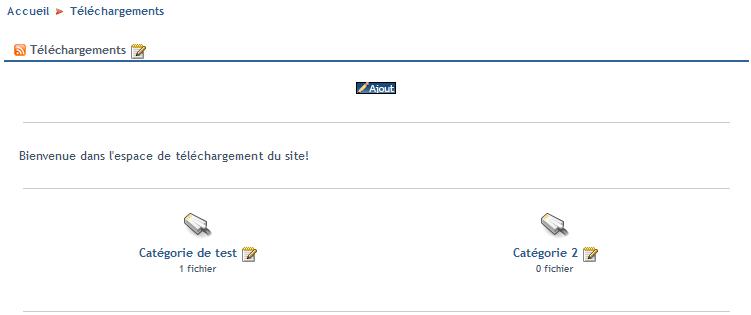 Accueil Téléchargements
Téléchargements
Ajout
Bienvenue dans l'espace de téléchargement du site!
Catégorie de test Catégorie 2
1 fichier 0 fichier